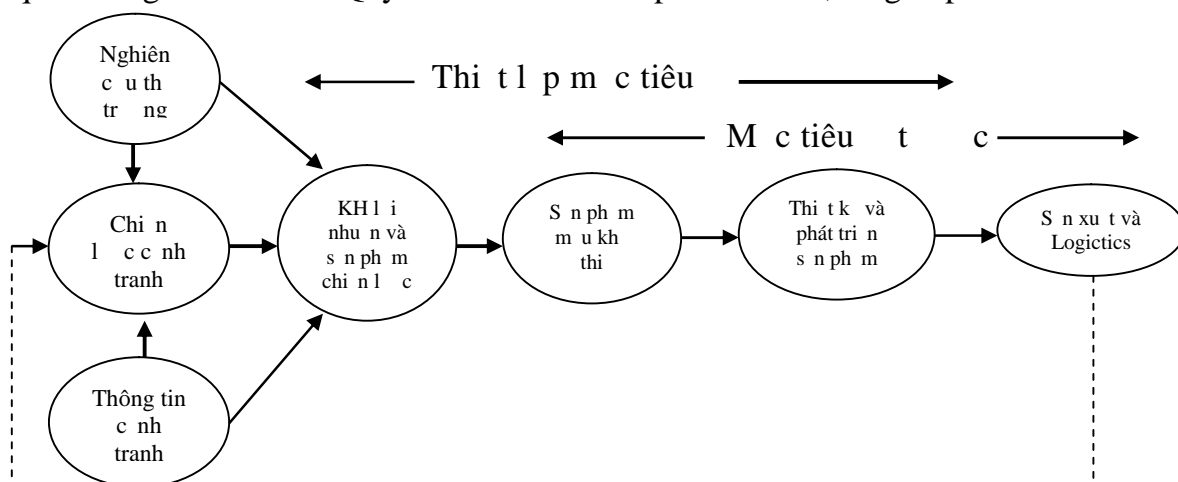 Nghiên
c u th
tr ng
Thi t l p m c tiêu
M c tiêu t c
Chi n
l c c nh
tranh
KH l i
nhu n và
s n ph m
chi n l c
S n ph m
m u kh
thi
Thi t k và
phát tri n
s n ph m
S n xu t và
Logictics
Thông tin
c nh
tranh